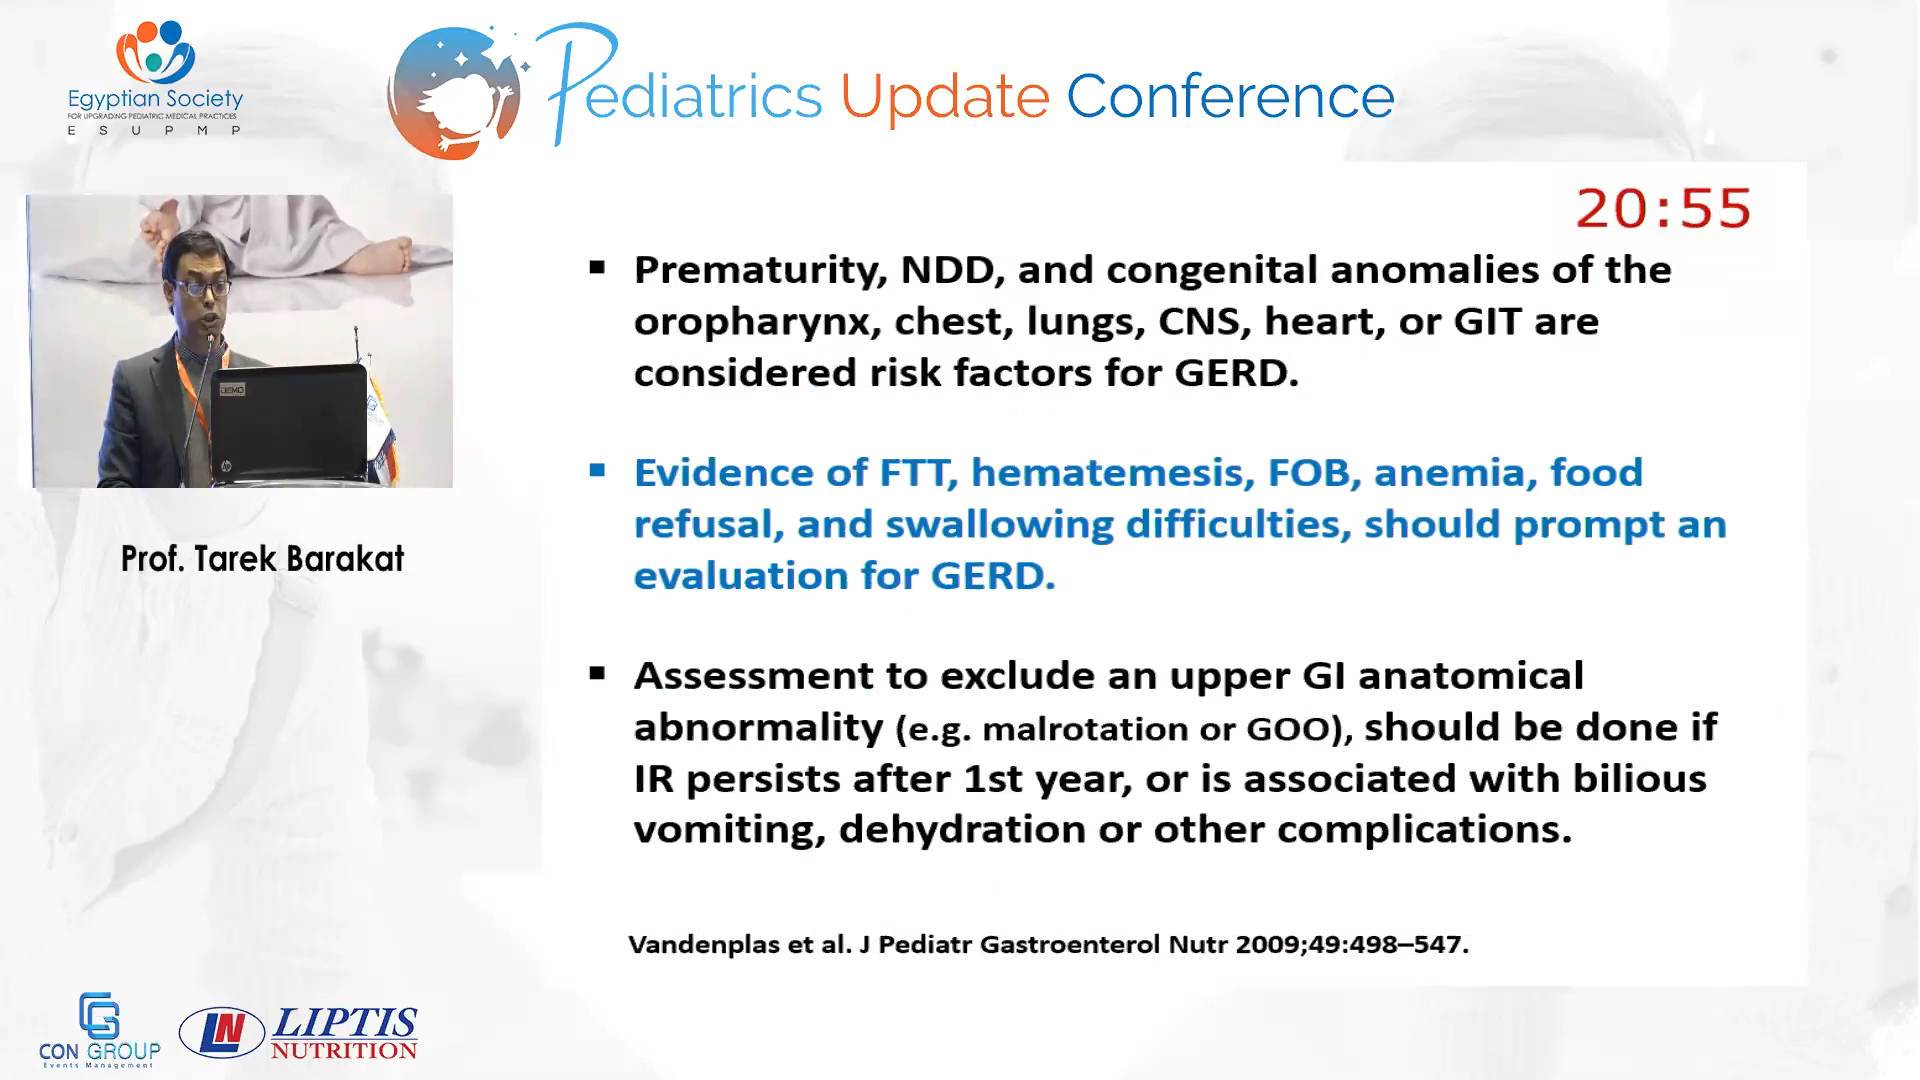 Egyptian Society
FOR UPGRADING PEDIATRIC MEDICAL PRACTICES
E S U P M P
Pediatrics Update Conference
20:55
▪ Prematurity, NDD, and congenital anomalies of the
oropharynx, chest, lungs, CNS, heart, or GIT are
considered risk factors for GERD.
▪ Evidence of FTT, hematemesis, FOB, anemia, food
refusal, and swallowing difficulties, should prompt an
evaluation for GERD.
▪ Assessment to exclude an upper GI anatomical
abnormality (e.g. malrotation or GOO), should be done if
IR persists after 1st year, or is associated with bilious
vomiting, dehydration or other complications.
Vandenplas et al. J Pediatr Gastroenterol Nutr 2009;49:498–547.
hp
Prof. Tarek Barakat
CON GROUP
Events Management
LN
LIPTIS
NUTRITION